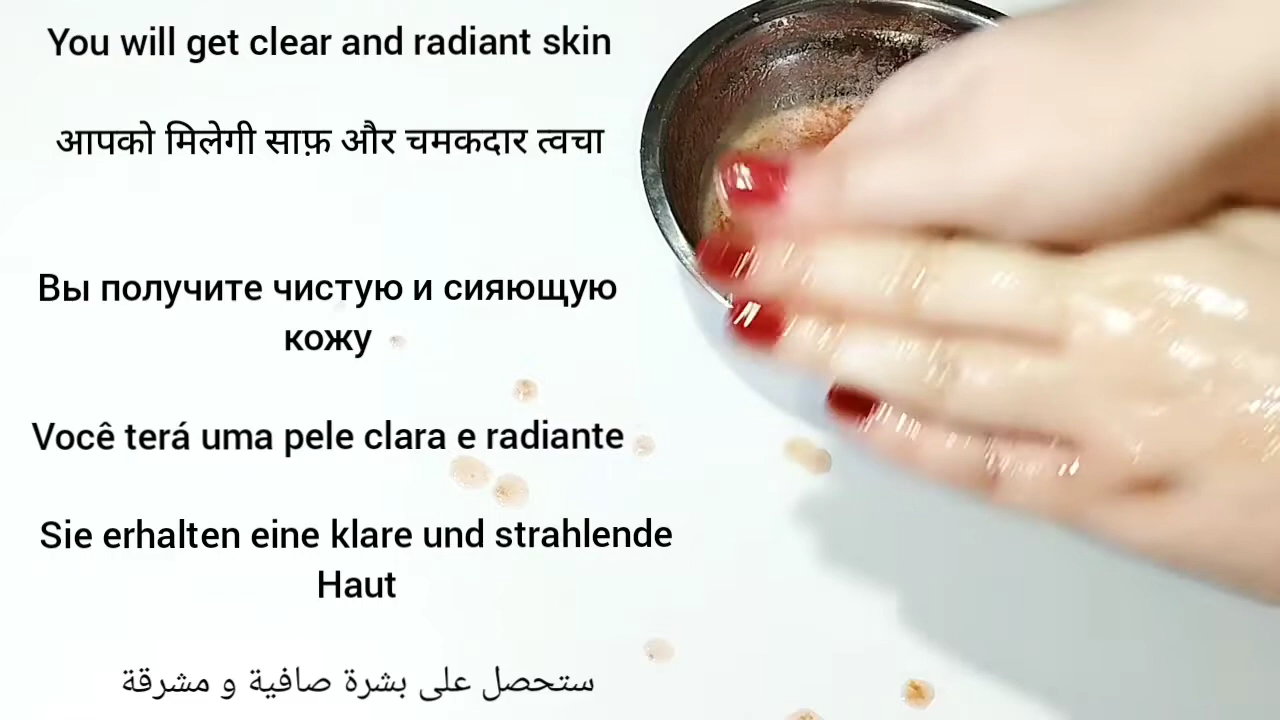 You will get clear and radiant skin
आपको मिलेगी साफ़ और चमकदार त्वचा
Вы получите чистую и сияющую
кожу
Você terá uma pele clara e radiante
Sie erhalten eine klare und strahlende
Haut
ستحصل على بشرة صافية و مشرقة